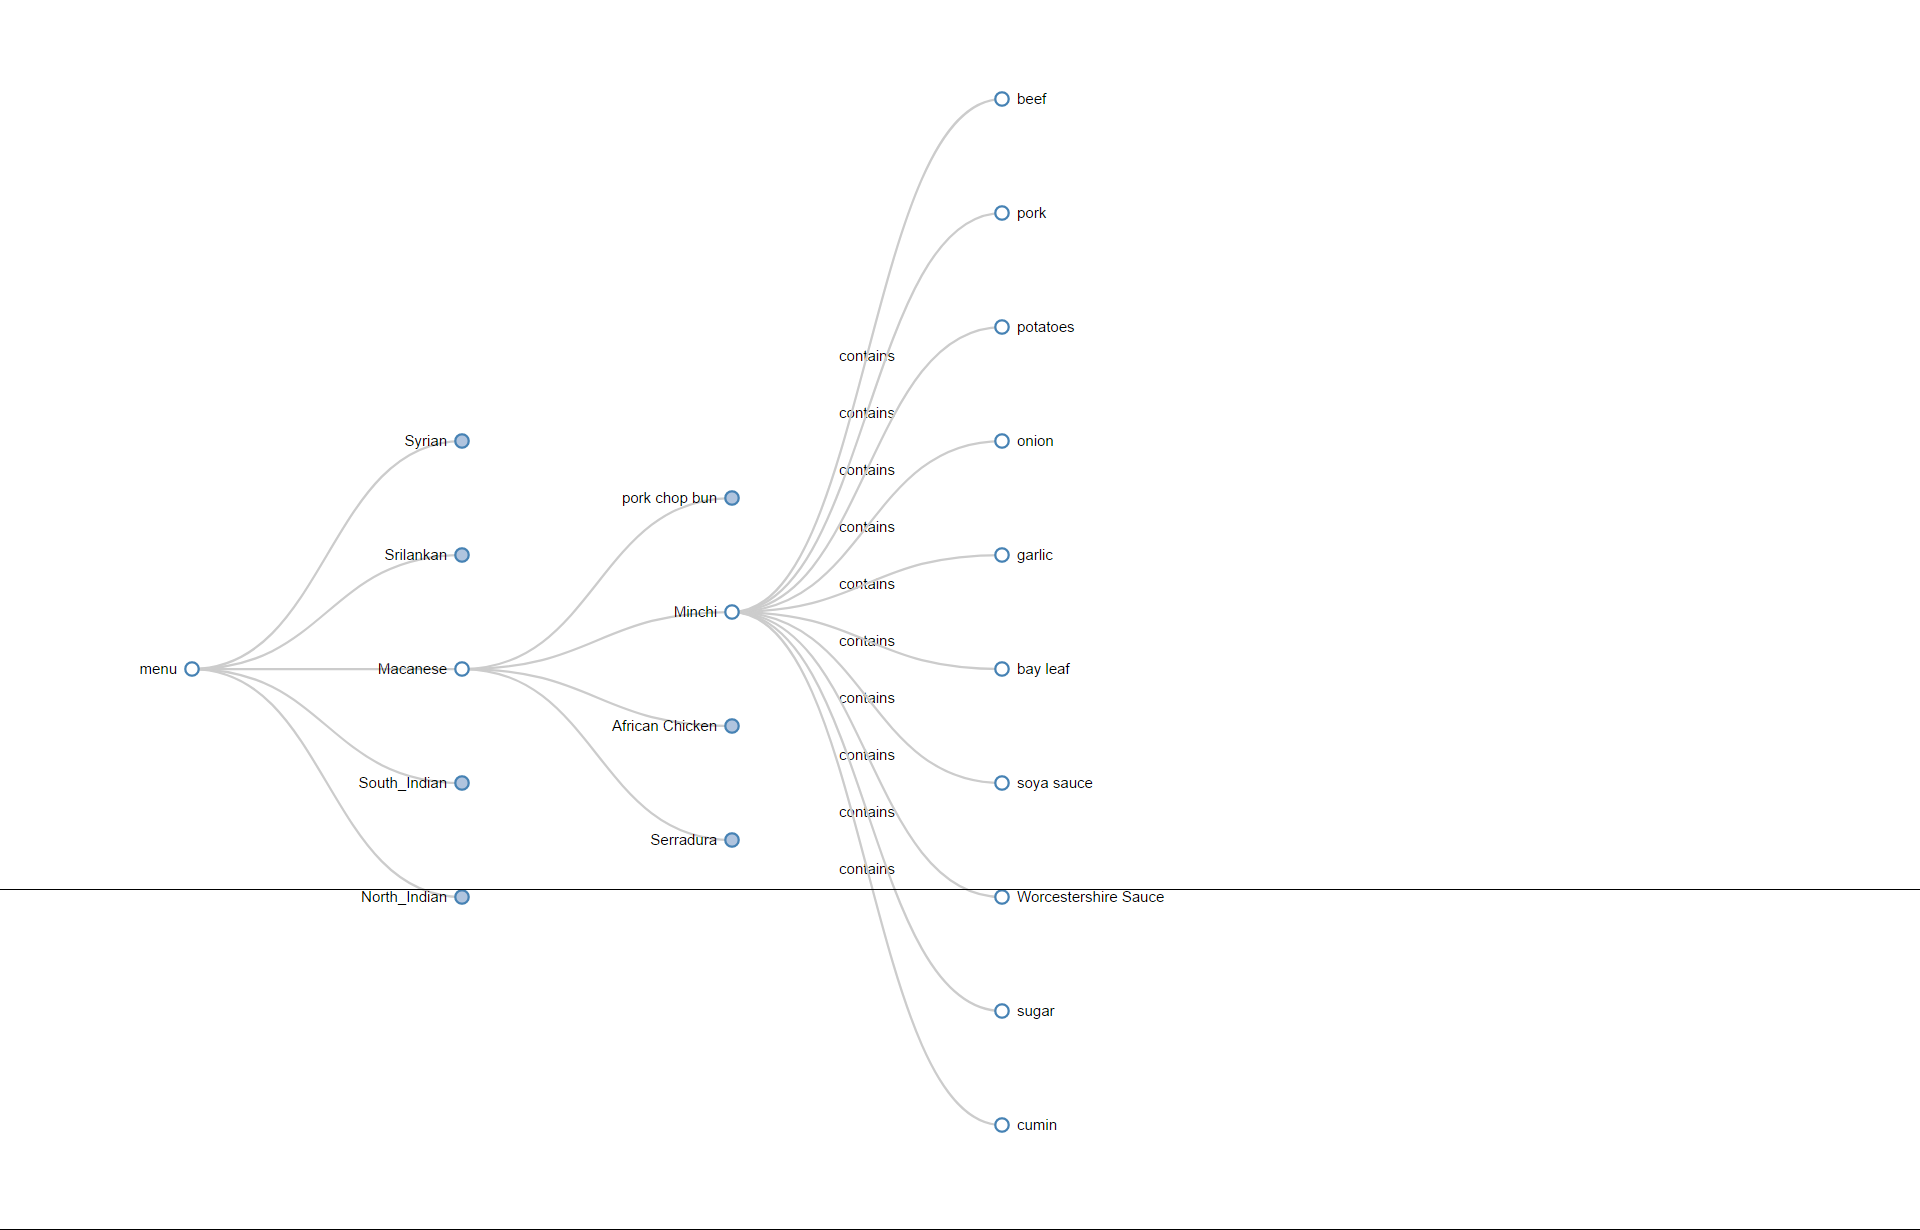 menu
Syrian
Srilankan
Macanese
South_Indian
North_Indian
pork chop bun
Minchi
African Chicken
Serradura
contains
contains
contains
contains
contains
contains
contains
contains
contains
contains
beef
pork
potatoes
onion
garlic
bay leaf
soya sauce
Worcestershire Sauce
sugar
cumin